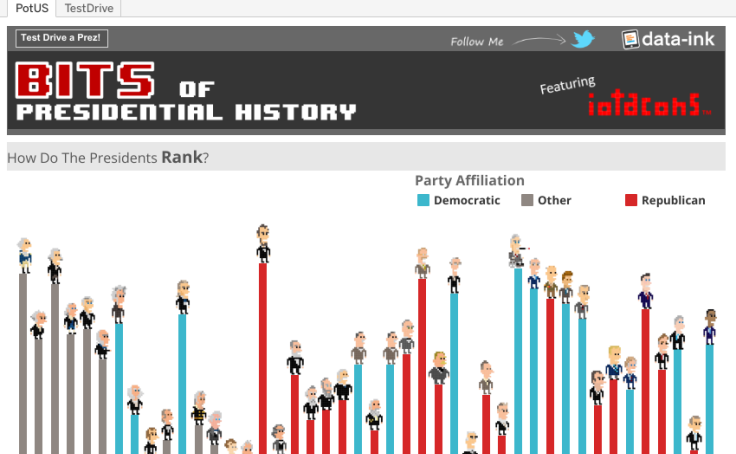 PotUS TestDrive
Test Drive a Prez!
Follow Me
data-ink
BITS OF
PRESIDENTIAL HISTORY
Featuring
iotacons™
How Do The Presidents Rank?
Party Affiliation
Democratic Other Republican